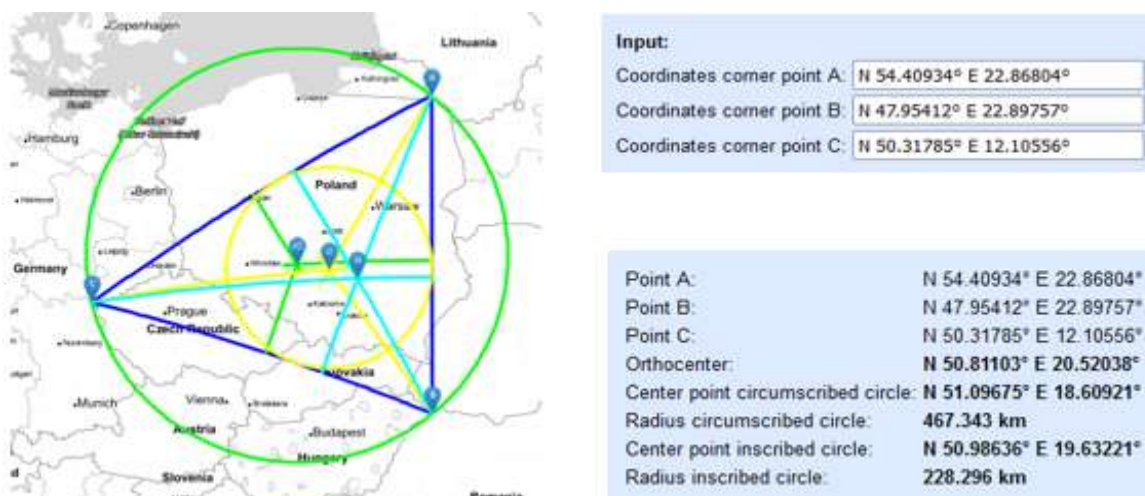 Copenhagen
Lithuania
Hamburg
Berlin
Poland
Warsaw
Leipzig
Germany
Prague
Czech Republic
Nuremberg
Slovakia
Munich
Vienna
Austria
Budapest
Hungary
Slovenia
Input:
Coordinates corner point A: N 54.40934° E 22.86804°
Coordinates corner point B: N 47.95412° E 22.89757°
Coordinates corner point C: N 50.31785° E 12.10556°
Point A: N 54.40934° E 22.86804°
Point B: N 47.95412° E 22.89757°
Point C: N 50.31785° E 12.10556°
Orthocenter: N 50.81103° E 20.52038°
Center point circumscribed circle: N 51.09675° E 18.60921°
Radius circumscribed circle: 467.343 km
Center point inscribed circle: N 50.98636° E 19.63221°
Radius inscribed circle: 228.296 km